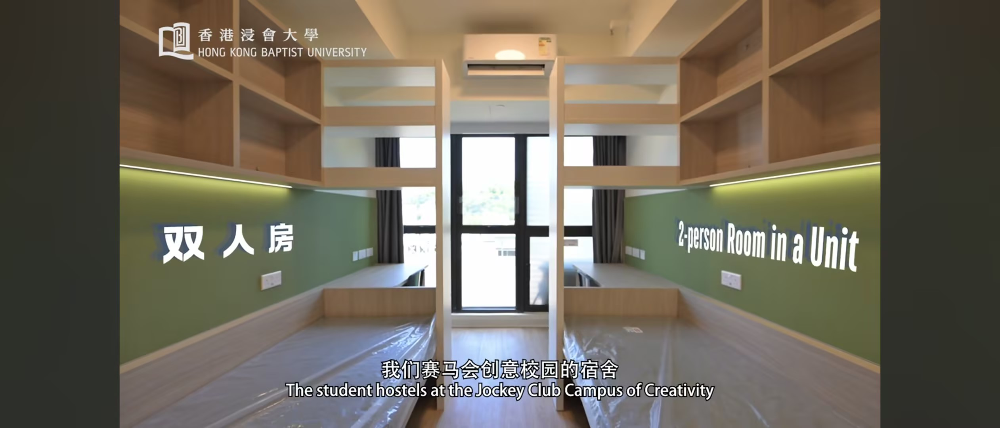 香港浸會大學
HONG KONG BAPTIST UNIVERSITY
双人房
2-person Room in a Unit
我们赛马会创意校园的宿舍
The student hostels at the Jockey Club Campus of Creativity